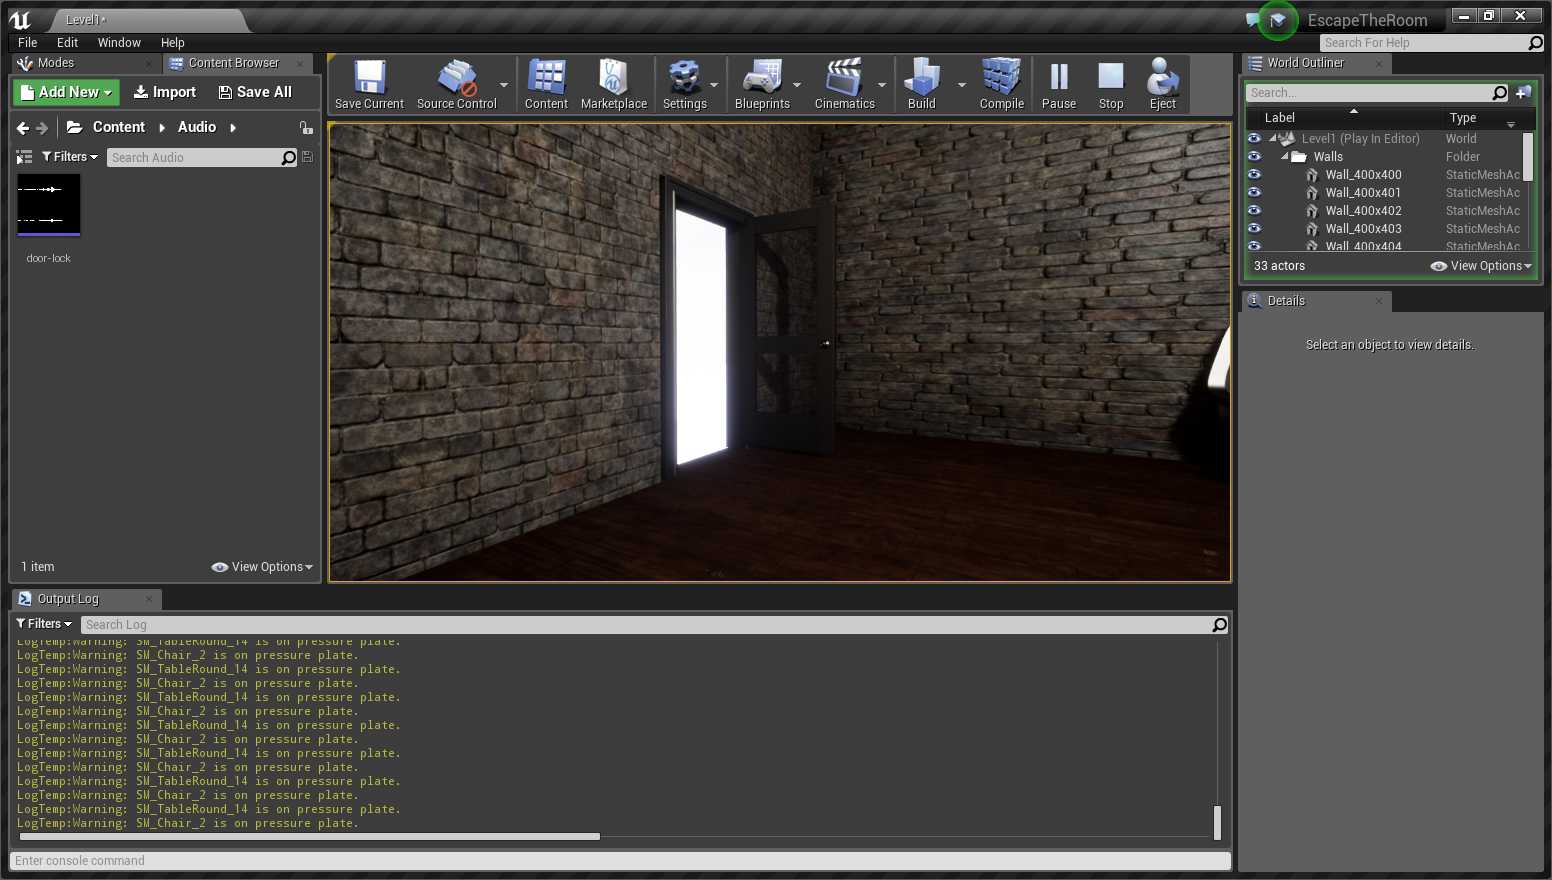 Level1*
EscapeTheRoom
File Edit Window Help
Search For Help
Modes
Content Browser
Add New
Import
Save All
Content
Audio
Filters
Search Audio
door-lock
1 item
View Options
Save Current
Source Control
Content
Marketplace
Settings
Blueprints
Cinematics
Build
Compile
Pause
Stop
Eject
World Outliner
Search...
Label Type
Level1 (Play In Editor) World
Walls Folder
Wall_400x400 StaticMeshAc
Wall_400x401 StaticMeshAc
Wall_400x402 StaticMeshAc
Wall_400x403 StaticMeshAc
Wall_400x404 StaticMeshAc
33 actors
View Options
Details
Select an object to view details.
Output Log
Filters
Search Log
LogTemp:Warning: SM_TableRound_14 is on pressure plate.
LogTemp:Warning: SM_Chair_2 is on pressure plate.
LogTemp:Warning: SM_TableRound_14 is on pressure plate.
LogTemp:Warning: SM_Chair_2 is on pressure plate.
LogTemp:Warning: SM_TableRound_14 is on pressure plate.
LogTemp:Warning: SM_Chair_2 is on pressure plate.
LogTemp:Warning: SM_TableRound_14 is on pressure plate.
LogTemp:Warning: SM_Chair_2 is on pressure plate.
LogTemp:Warning: SM_TableRound_14 is on pressure plate.
LogTemp:Warning: SM_Chair_2 is on pressure plate.
LogTemp:Warning: SM_TableRound_14 is on pressure plate.
LogTemp:Warning: SM_Chair_2 is on pressure plate.
LogTemp:Warning: SM_TableRound_14 is on pressure plate.
LogTemp:Warning: SM_Chair_2 is on pressure plate.
Enter console command